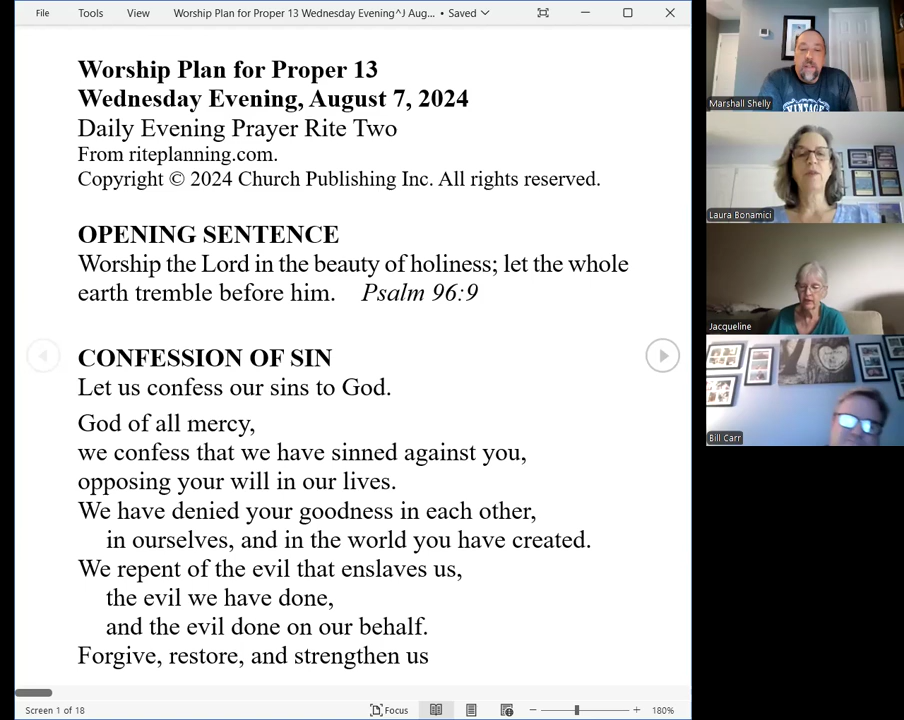 File Tools View Worship Plan for Proper 13 Wednesday Evening^J Aug... • Saved
Worship Plan for Proper 13
Wednesday Evening, August 7, 2024
Daily Evening Prayer Rite Two
From riteplanning.com.
Copyright © 2024 Church Publishing Inc. All rights reserved.
OPENING SENTENCE
Worship the Lord in the beauty of holiness; let the whole
earth tremble before him. Psalm 96:9
CONFESSION OF SIN
Let us confess our sins to God.
God of all mercy,
we confess that we have sinned against you,
opposing your will in our lives.
We have denied your goodness in each other,
in ourselves, and in the world you have created.
We repent of the evil that enslaves us,
the evil we have done,
and the evil done on our behalf.
Forgive, restore, and strengthen us
Screen 1 of 18 Focus 180%
VINTAGE
Marshall Shelly
Laura Bonamici
Jacqueline
Bill Carr